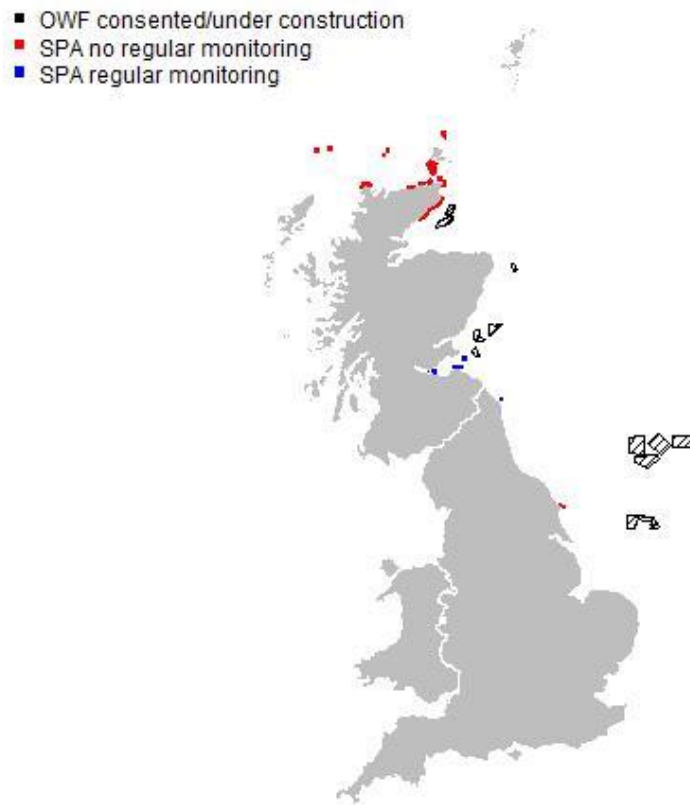 OWF consented/under construction
SPA no regular monitoring
SPA regular monitoring